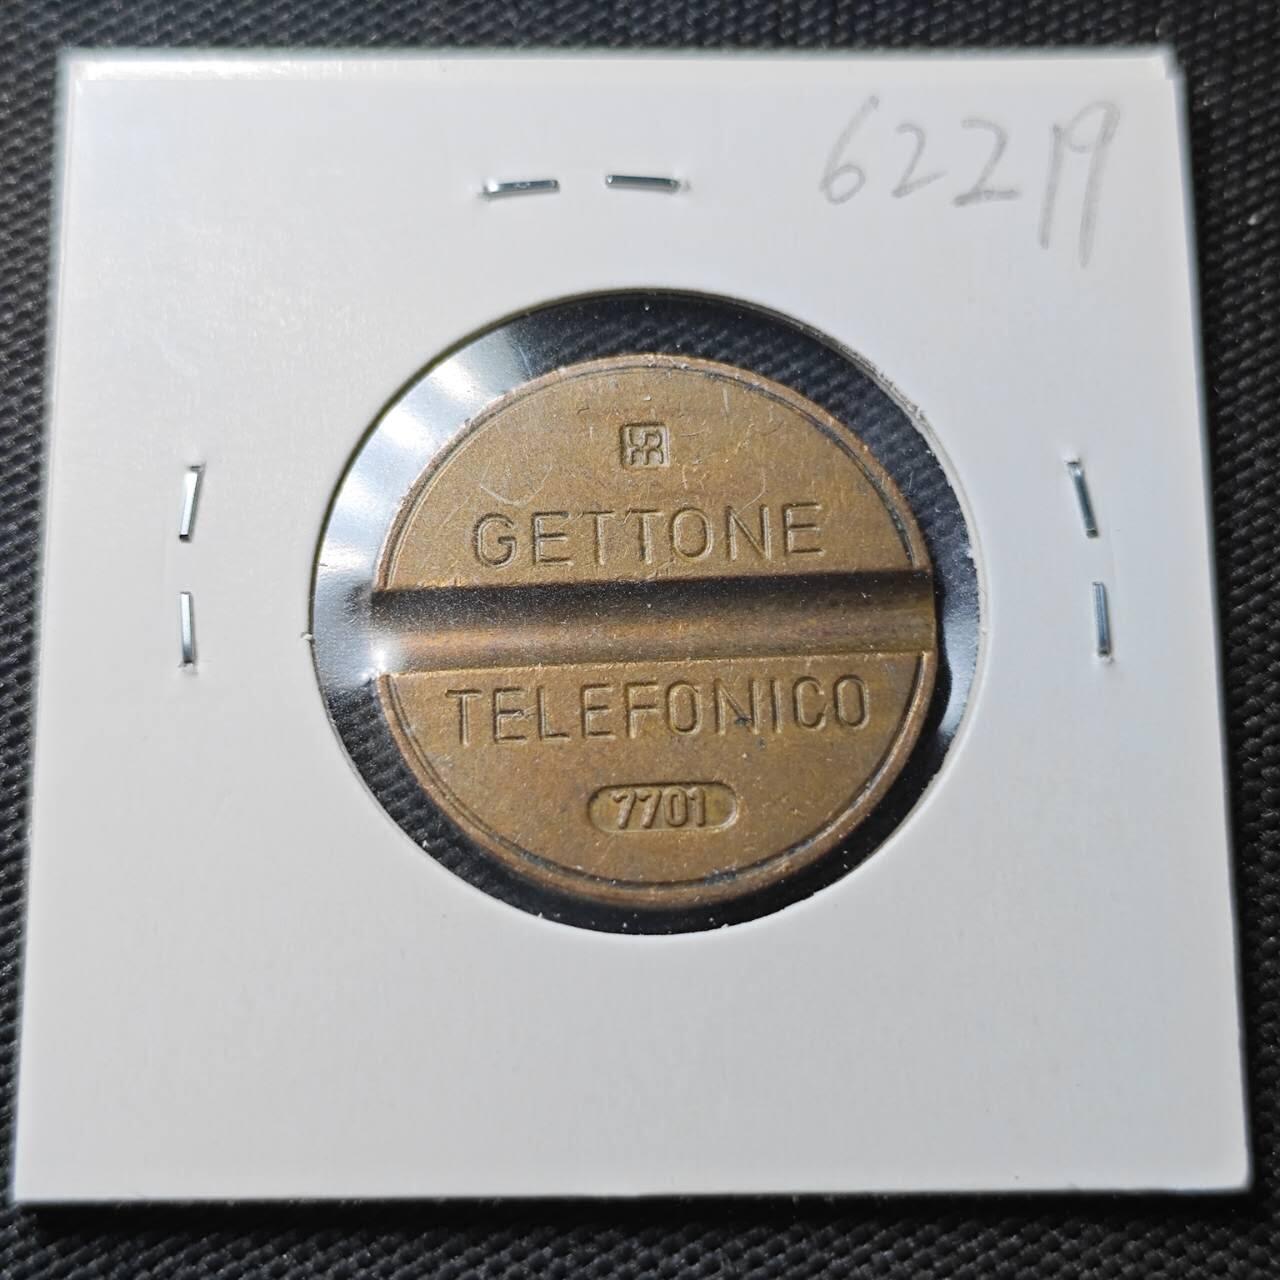 62219
GETTONE
TELEFONICO
7701